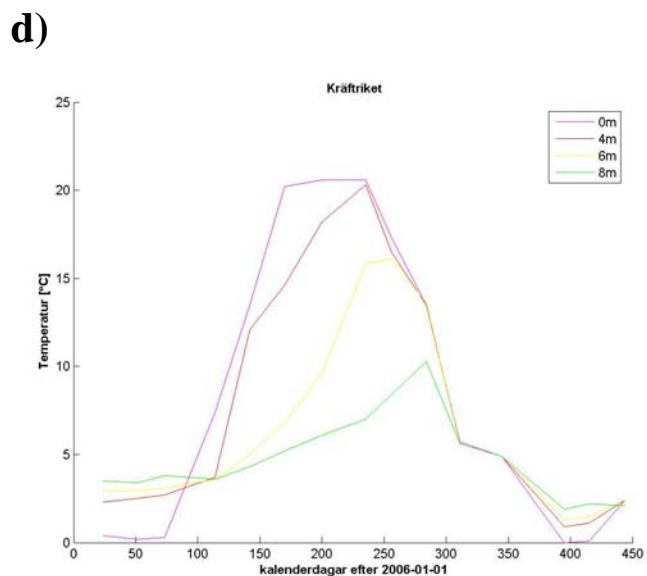 d)
Kräftriket
25
20
15
10
5
0
Temperatur [°C]
0m
4m
6m
8m
0 50 100 150 200 250 300 350 400 450
kalenderdagar efter 2006-01-01